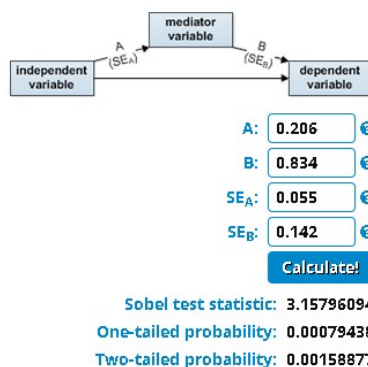 mediator
variable
A
(SEA)
B
(SEB)
independent
variable
dependent
variable
A: 0.206
B: 0.834
SEA: 0.055
SEB: 0.142
Calculate!
Sobel test statistic: 3.1579609
One-tailed probability: 0.0007943
Two-tailed probability: 0.0015887